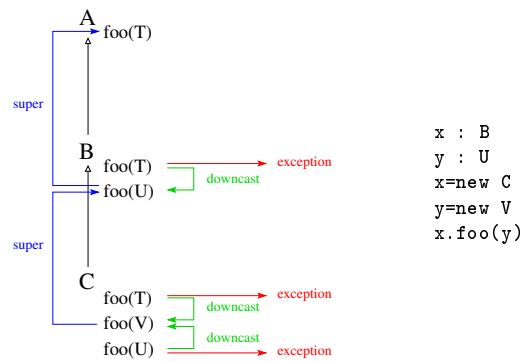 A
foo(T)
super
B
foo(T)
exception
downcast
foo(U)
super
C
foo(T)
exception
downcast
foo(V)
downcast
foo(U)
exception
x : B
y : U
x=new C
y=new V
x.foo(y)